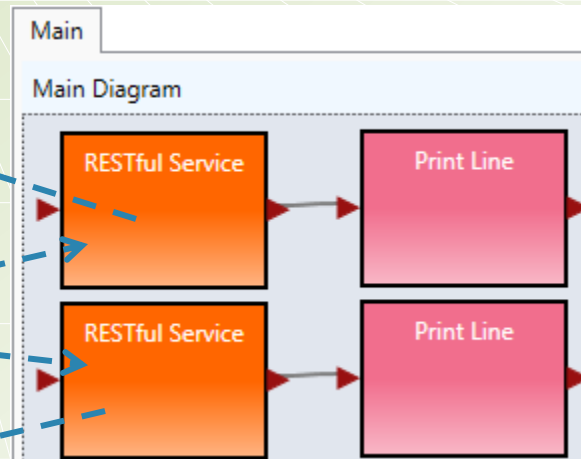 Main
Main Diagram
RESTful Service
Print Line
RESTful Service
Print Line